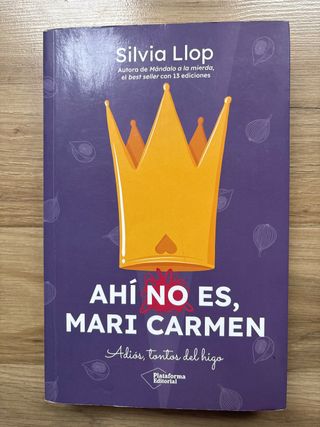 Silvia Llop
Autora de Mándalo a la mierda,
el best seller con 13 ediciones
AHÍ NO ES,
MARI CARMEN
Adiós, tontos del higo
Plataforma
Editorial